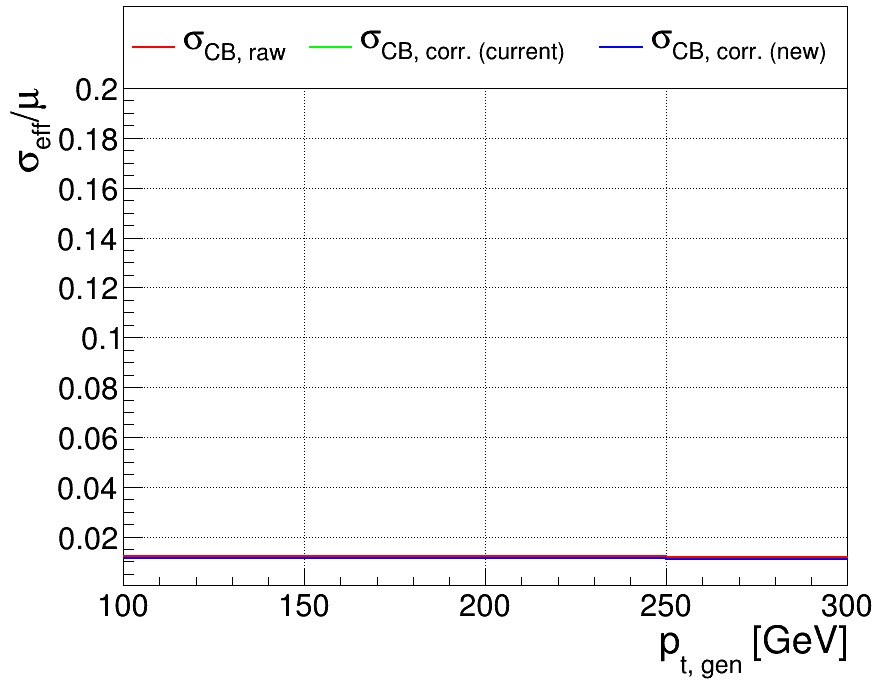 σCB, raw σCB, corr. (current) σCB, corr. (new)
σeff/μ
0.2
0.18
0.16
0.14
0.12
0.1
0.08
0.06
0.04
0.02
100 150 200 250 300
pt, gen [GeV]